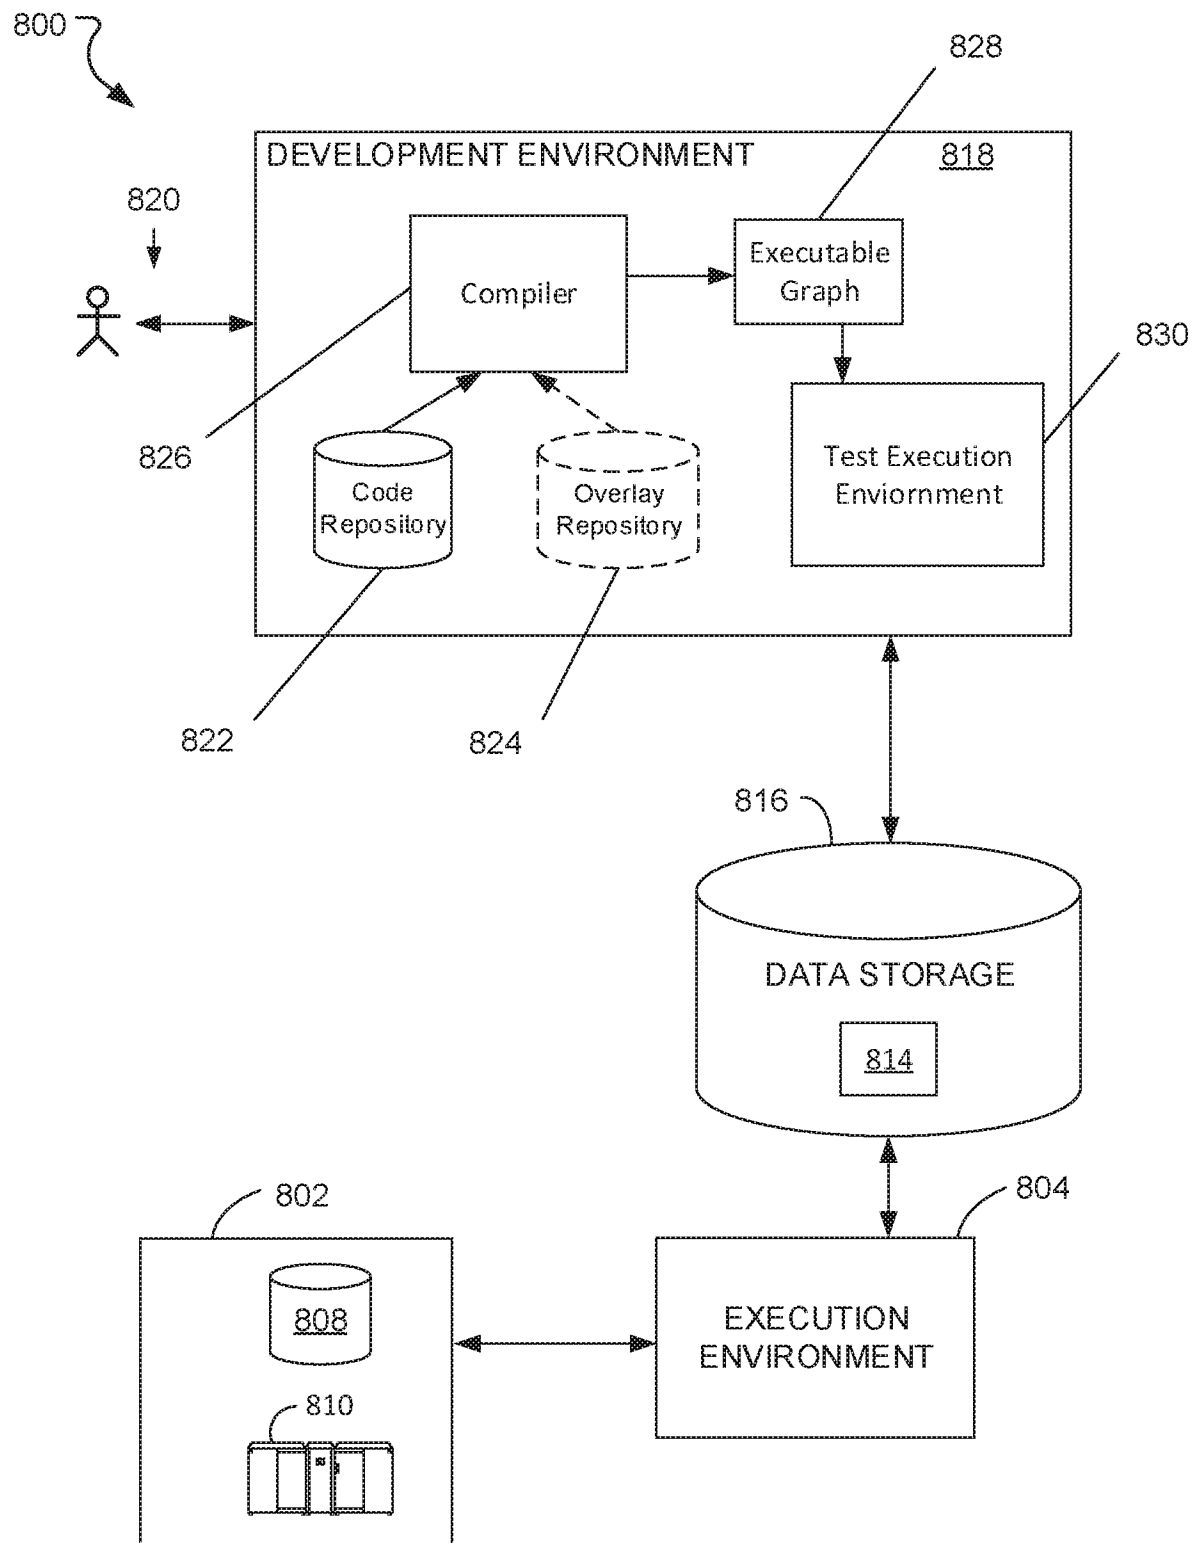 800
828
DEVELOPMENT ENVIRONMENT 818
820
Compiler
Executable
Graph
830
826
Code
Repository
Overlay
Repository
Test Execution
Enviornment
822
824
816
DATA STORAGE
814
802
804
808
EXECUTION
ENVIRONMENT
810